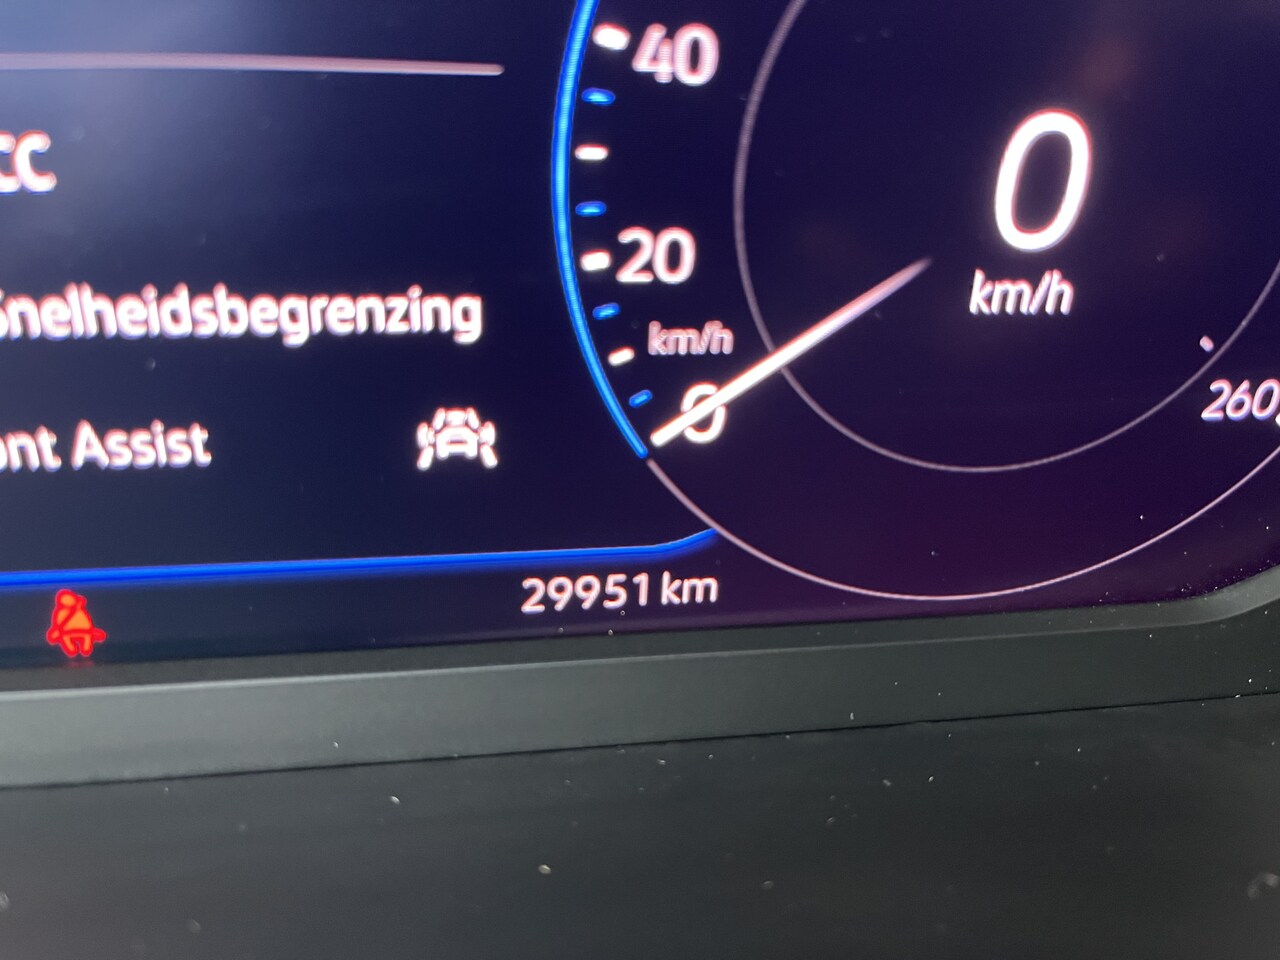 40
cc
20
0
km/h
Snelheidsbegrenzing
km/h
0
260
ont Assist
29951 km